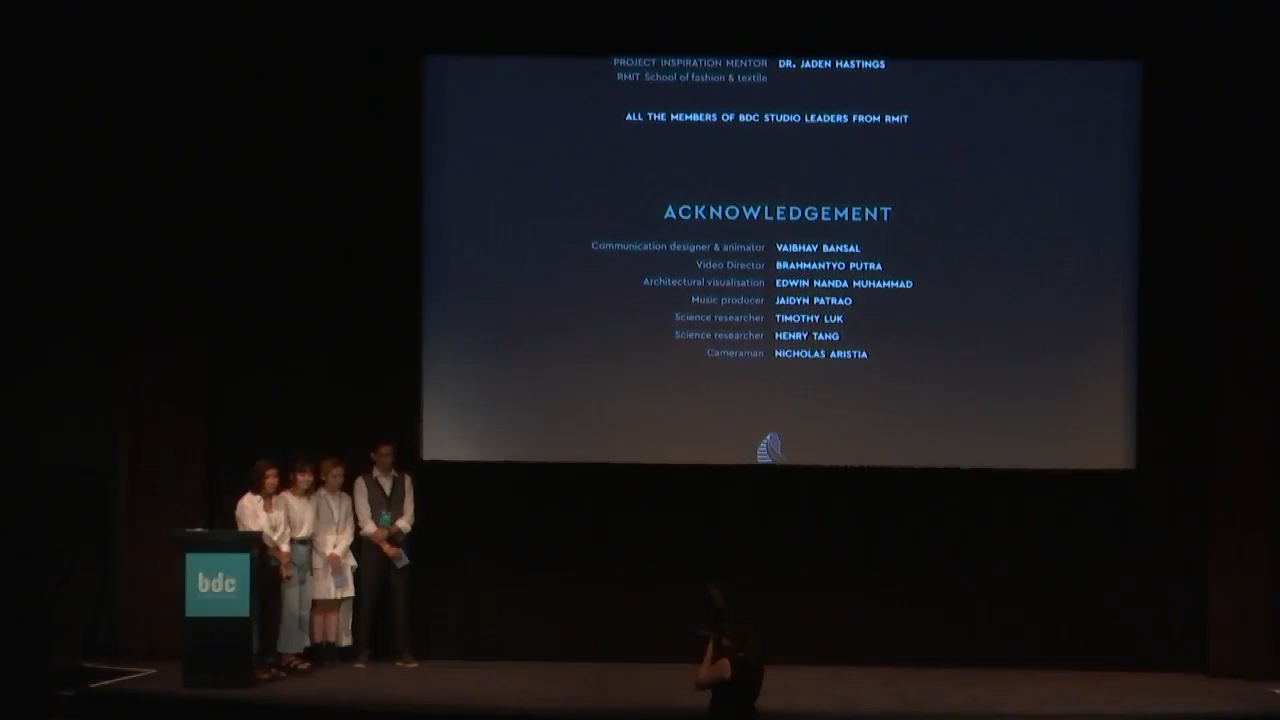 PROJECT INSPIRATION MENTOR DR. JADEN HASTINGS
RMIT School of fashion & textile
ALL THE MEMBERS OF BDC STUDIO LEADERS FROM RMIT
ACKNOWLEDGEMENT
Communication designer & animator VAIBHAV BANSAL
Video Director BRAHMANTYO PUTRA
Architectural visualisation EDWIN NANDA MUHAMMAD
Music producer JAIDYN PATRAO
Science researcher TIMOTHY LUK
Science researcher HENRY TANG
Cameraman NICHOLAS ARISTIA
bdc